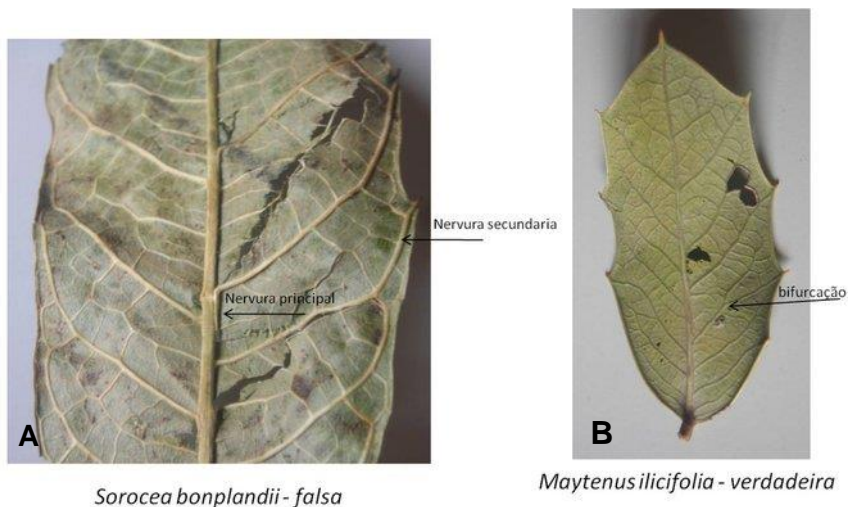 Nervura secundaria
Nervura principal
A
Sorocea bonplandii - falsa
bifurcação
B
Maytenus ilicifolia - verdadeira